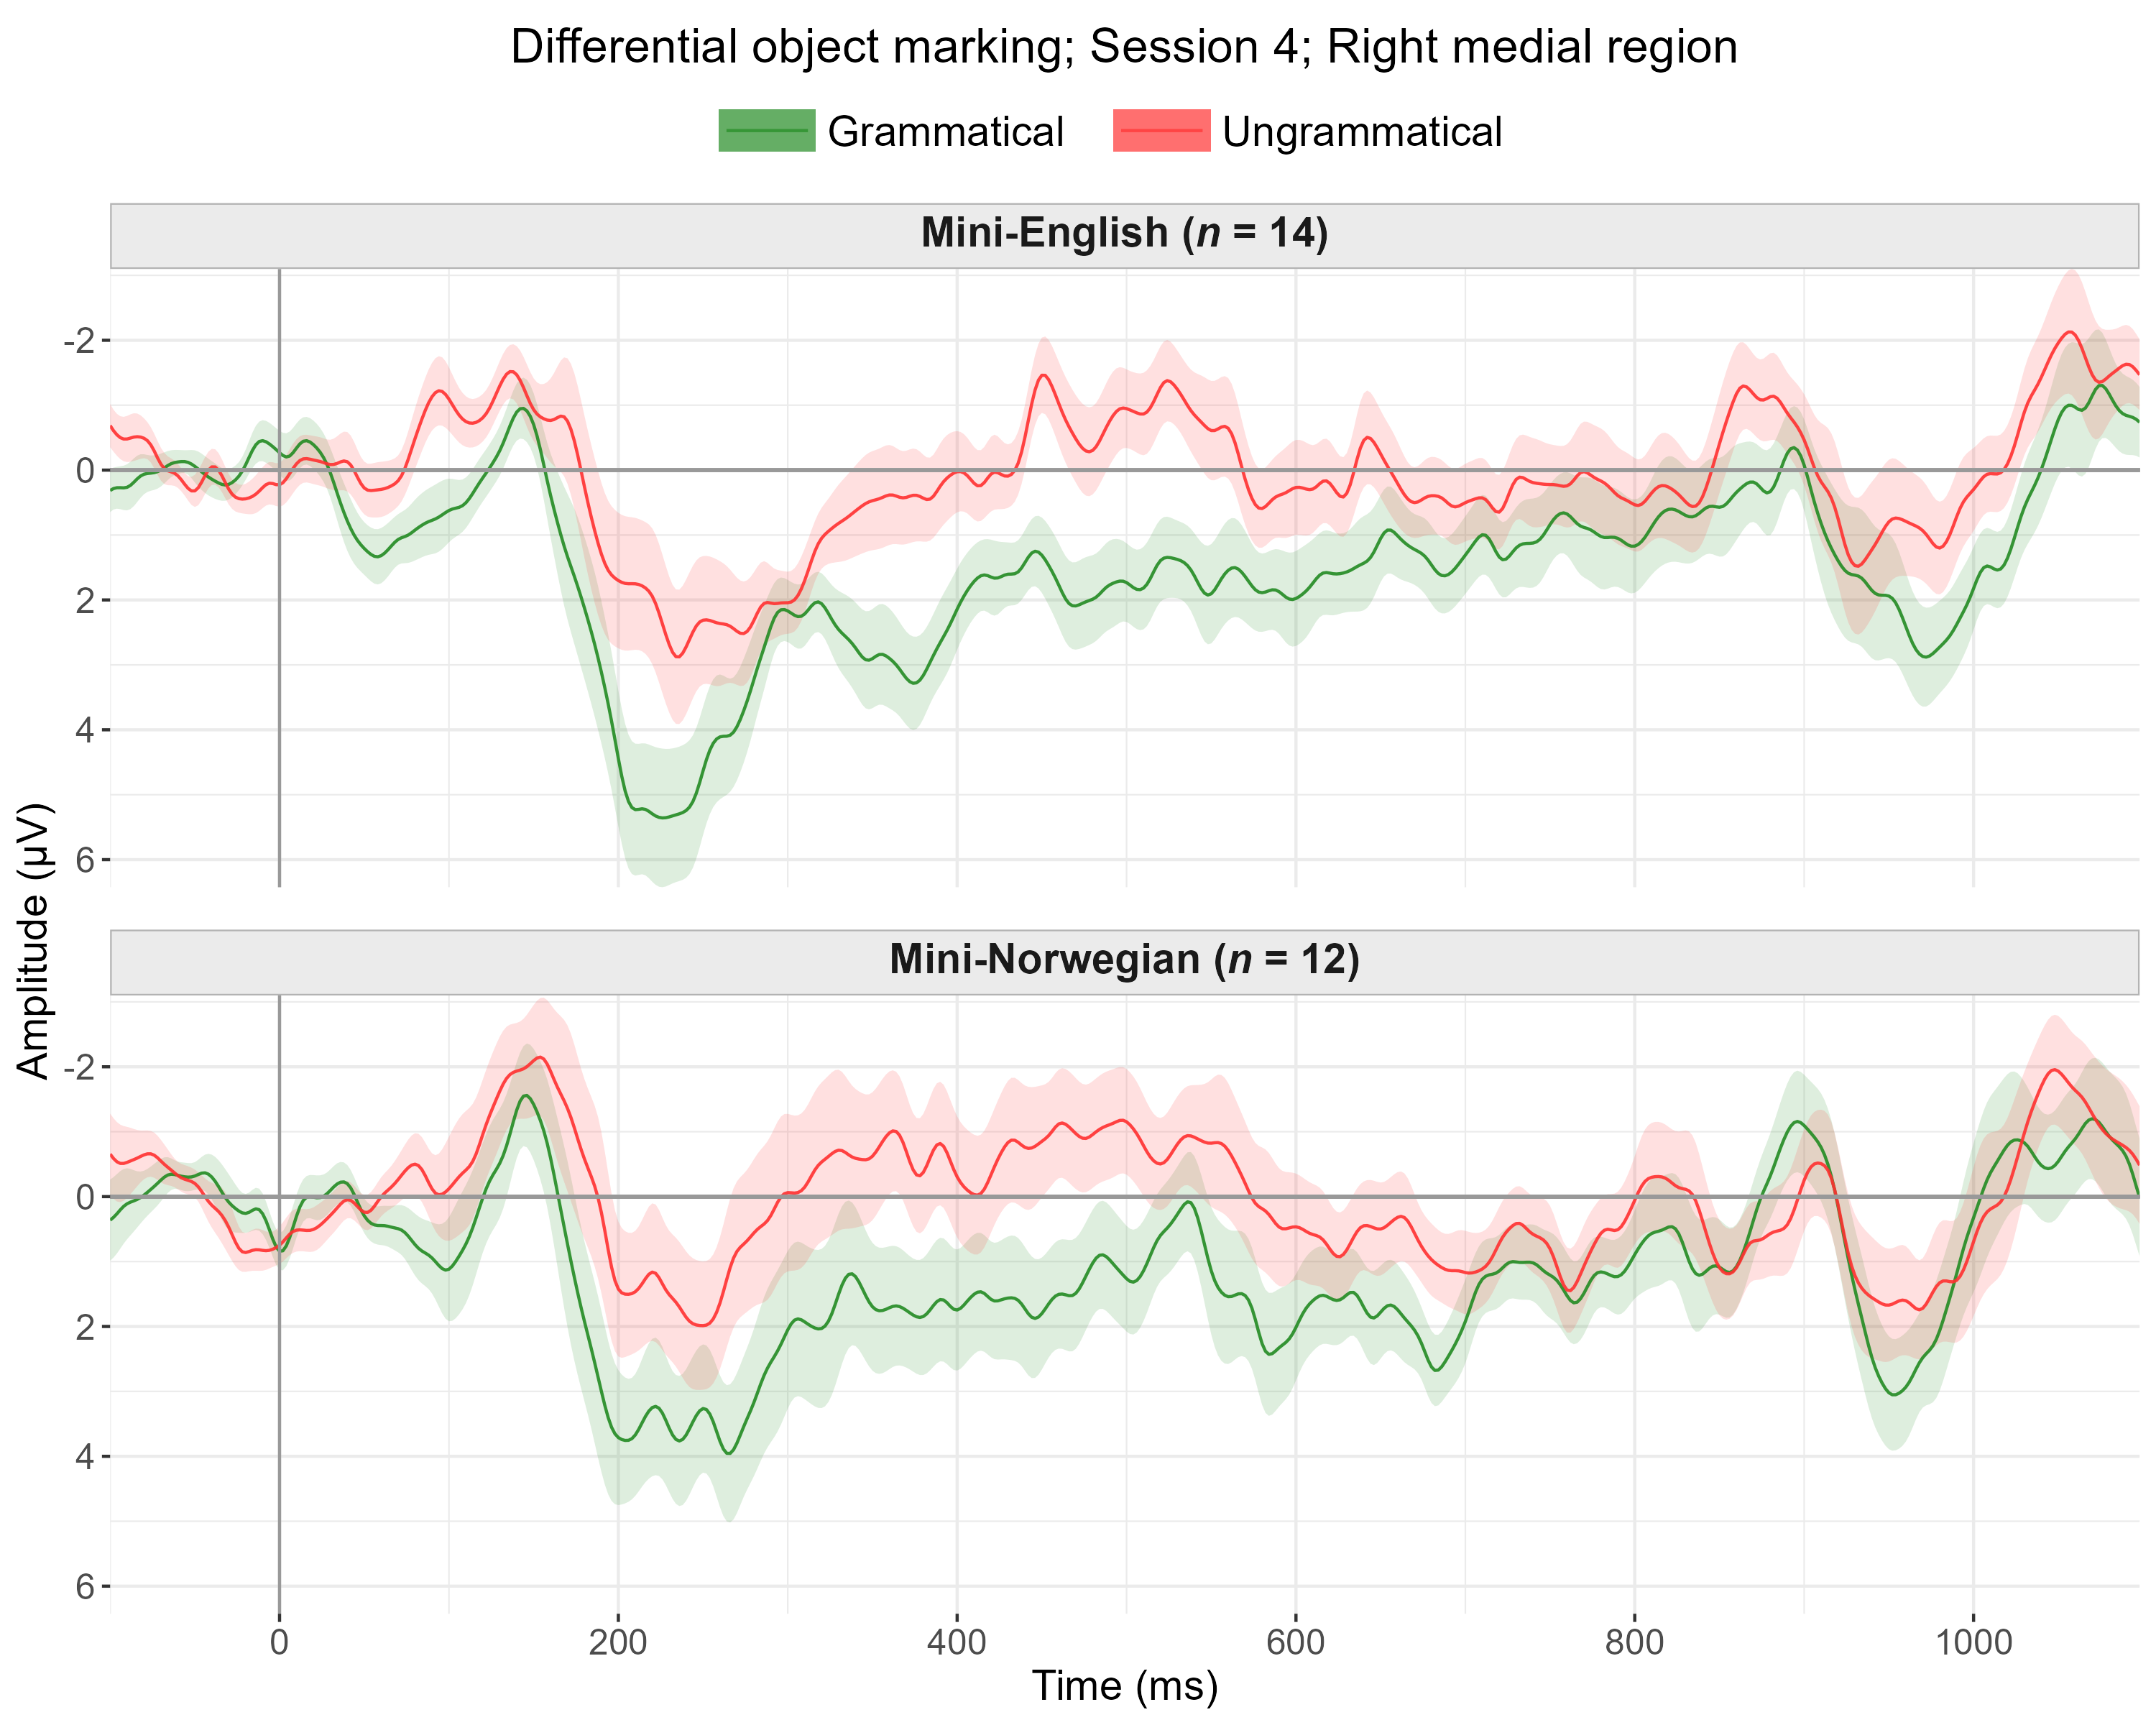 Differential object marking; Session 4; Right medial region
Grammatical
Ungrammatical
Mini-English (n = 14)
-2
0
2
4
6
Mini-Norwegian (n = 12)
-2
0
2
4
6
Amplitude (µV)
0
200
400
600
800
1000
Time (ms)